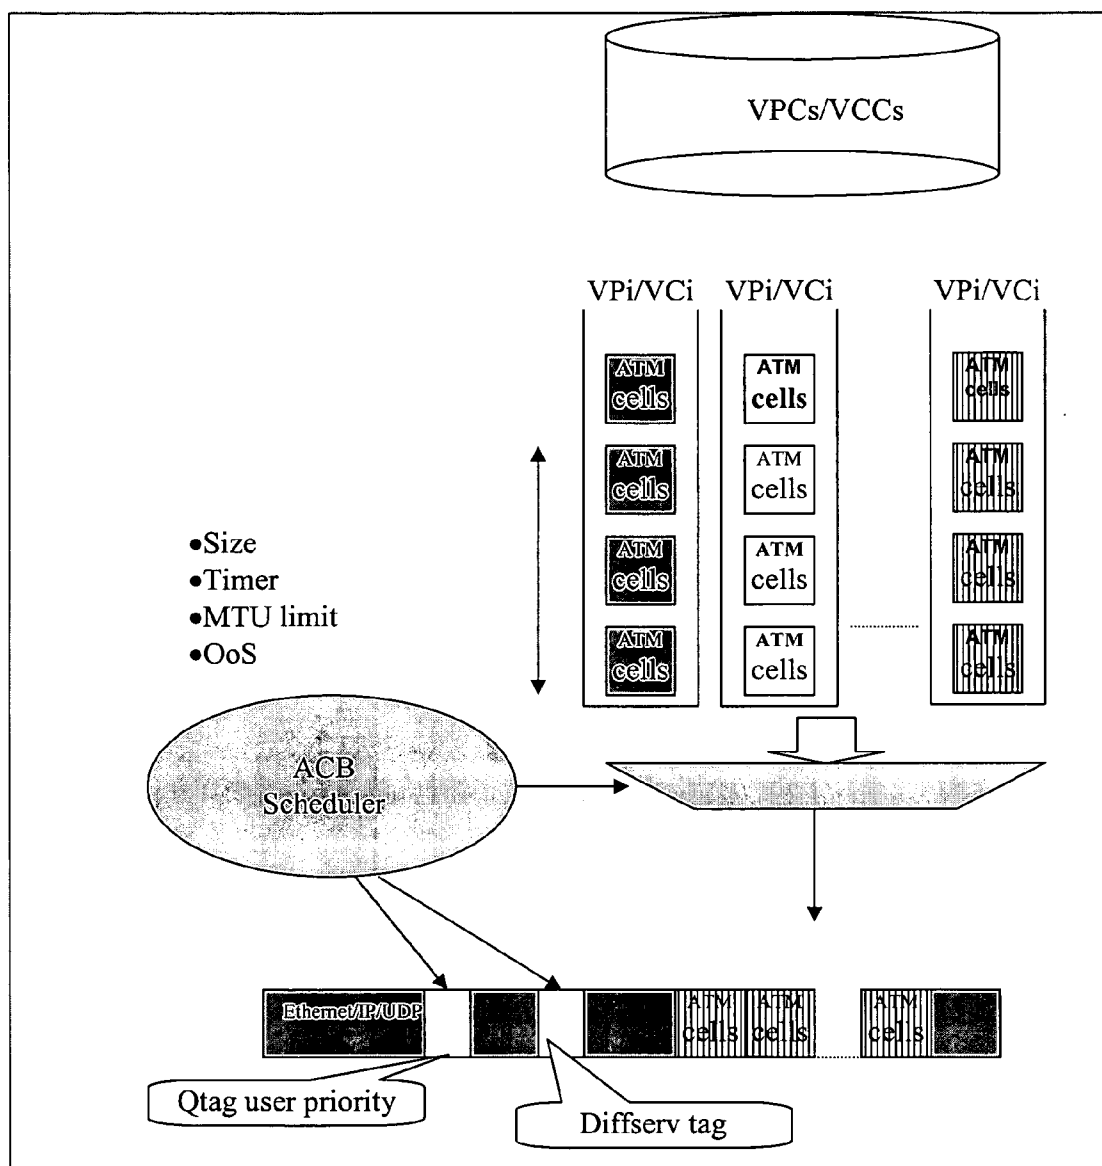 VPCs/VCCs
VPi/VCi VPi/VCi VPi/VCi
ATM cells ATM cells ATM cells
ATM cells ATM cells ATM cells
•Size
•Timer
•MTU limit
•OoS
ATM cells ATM cells ATM cells
ATM cells ATM cells ATM cells
ACB
Scheduler
Ethernet/IP/UDP ATM cells ATM cells ATM cells
Qtag user priority
Diffserv tag